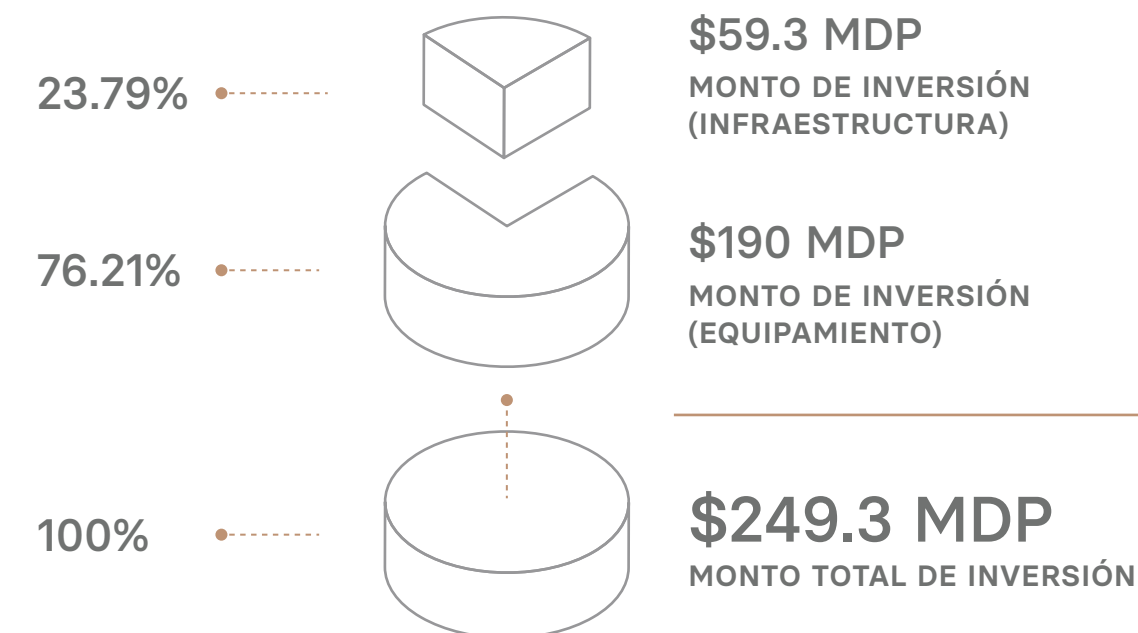 23.79%
$59.3 MDP
MONTO DE INVERSIÓN
(INFRAESTRUCTURA)
76.21%
$190 MDP
MONTO DE INVERSIÓN
(EQUIPAMIENTO)
100%
$249.3 MDP
MONTO TOTAL DE INVERSIÓN